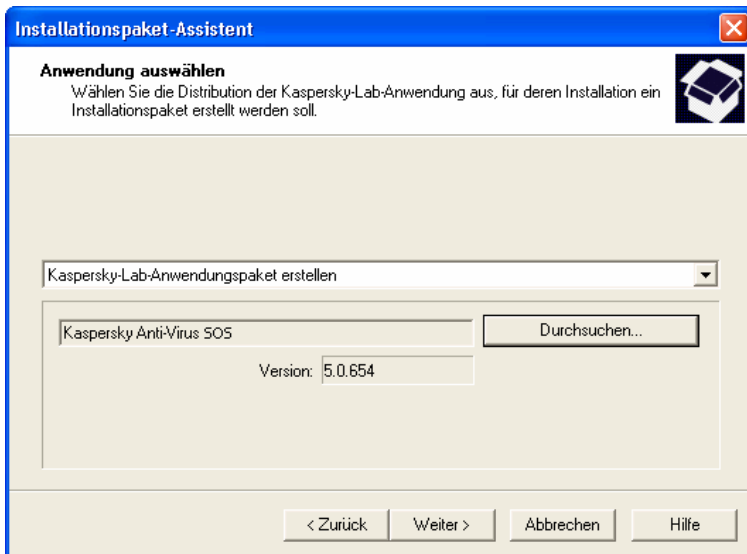 Installationspaket-Assistent
Anwendung auswählen
Wählen Sie die Distribution der Kaspersky-Lab-Anwendung aus, für deren Installation ein
Installationspaket erstellt werden soll.
Kaspersky-Lab-Anwendungspaket erstellen
Kaspersky Anti-Virus SOS
Durchsuchen...
Version: 5.0.654
< Zurück
Weiter >
Abbrechen
Hilfe